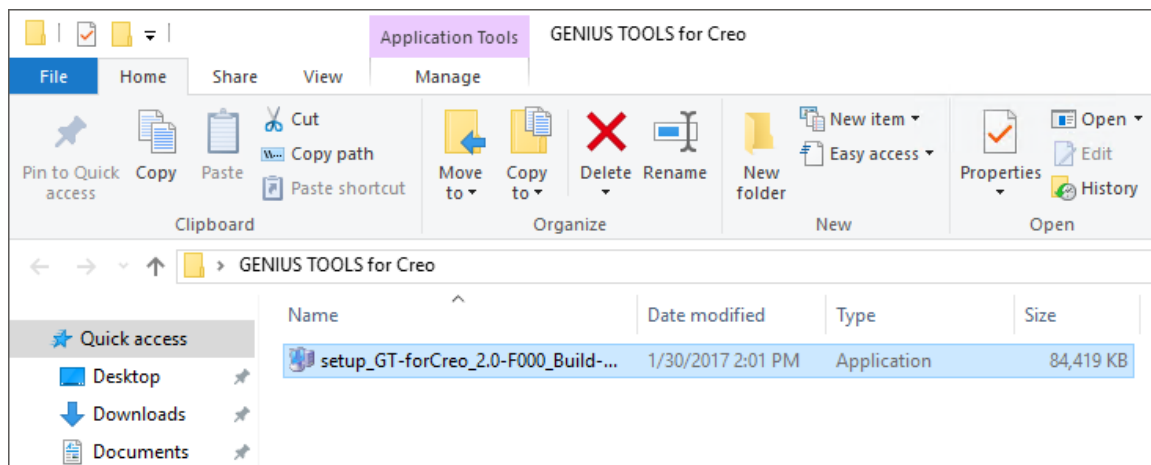 Application Tools
GENIUS TOOLS for Creo
File
Home
Share
View
Manage
Pin to Quick access
Copy
Paste
Cut
Copy path
Paste shortcut
Clipboard
Move to
Copy to
Delete
Rename
Organize
New folder
New item
Easy access
New
Properties
Open
Edit
History
Open
GENIUS TOOLS for Creo
Name
Date modified
Type
Size
Quick access
setup_GT-forCreo_2.0-F000_Build-...
1/30/2017 2:01 PM
Application
84,419 KB
Desktop
Downloads
Documents